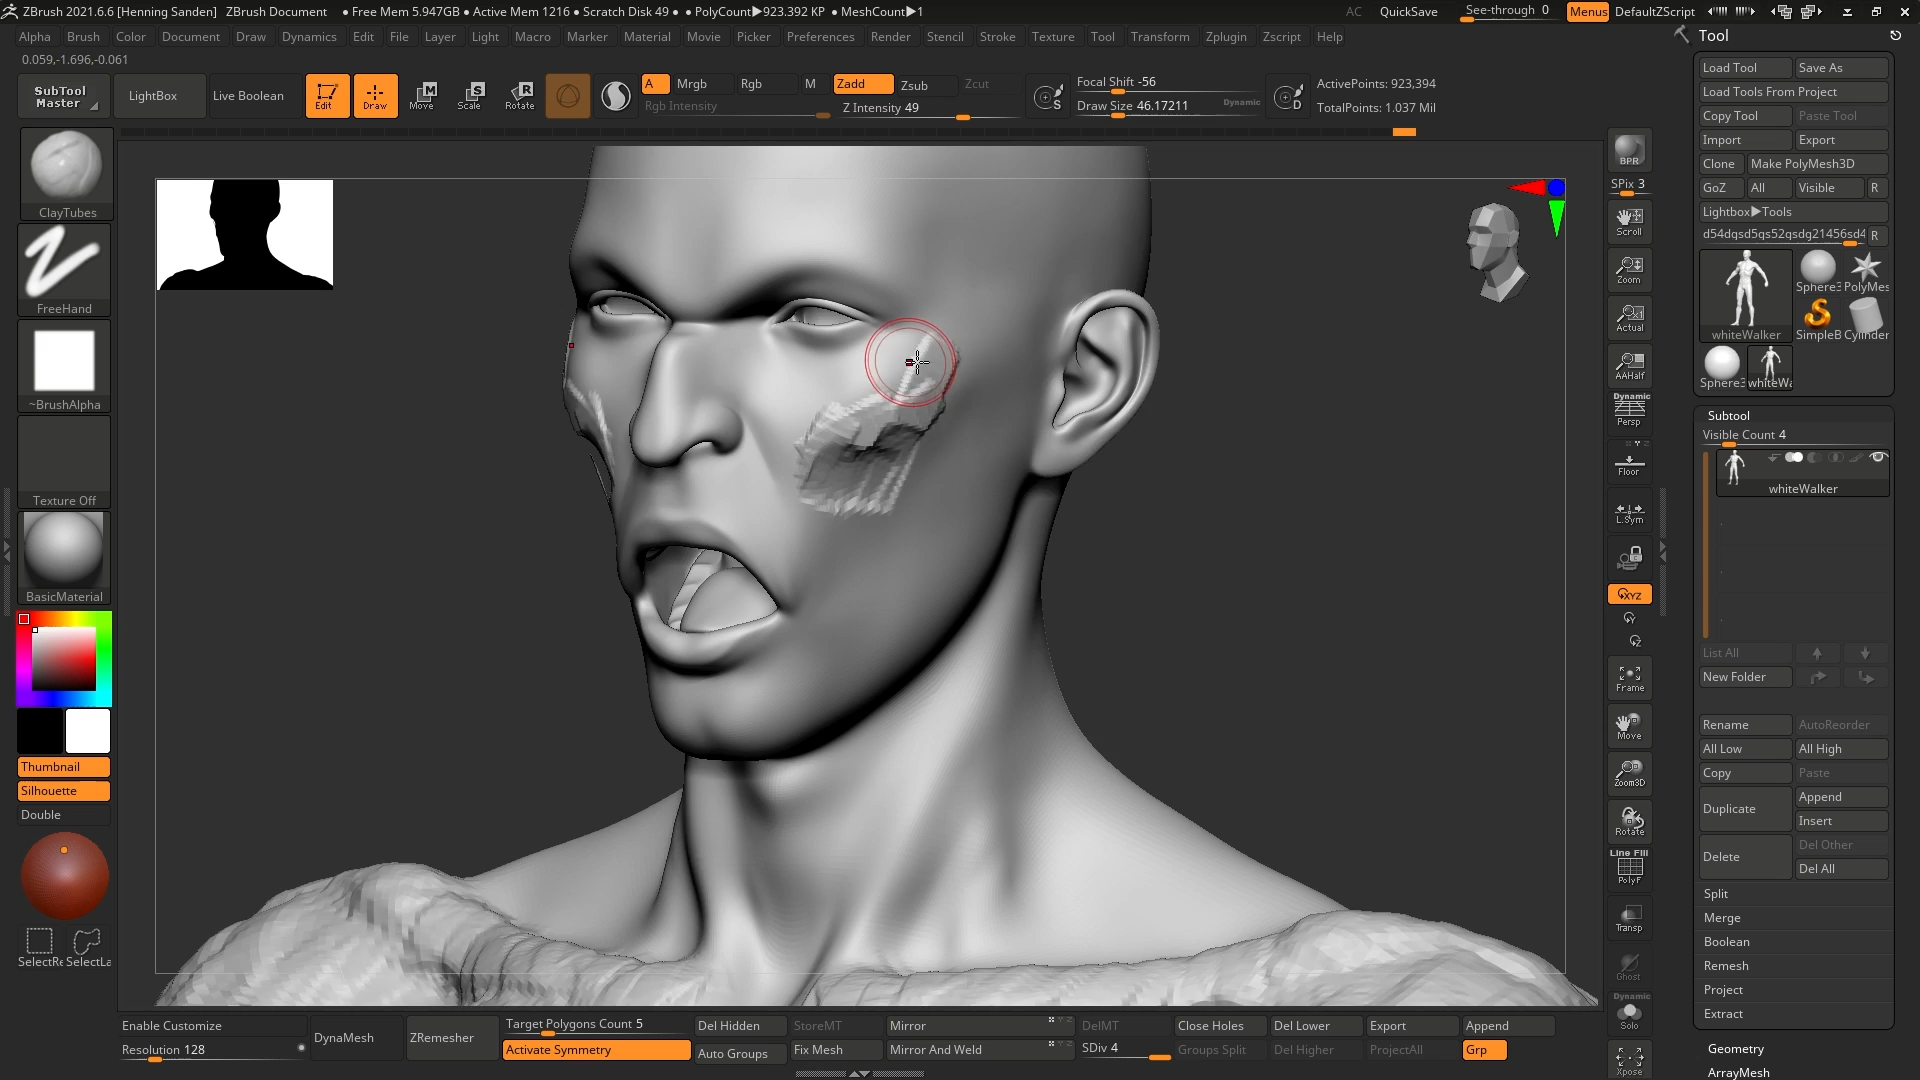 ZBrush 2021.6.6 [Henning Sanden] ZBrush Document • Free Mem 5.947GB • Active Mem 1216 • Scratch Disk 49 • • PolyCount▶923.392 KP • MeshCount▶1 AC QuickSave See-through 0 Menus DefaultZScript
Alpha Brush Color Document Draw Dynamics Edit File Layer Light Macro Marker Material Movie Picker Preferences Render Stencil Stroke Texture Tool Transform Zplugin Zscript Help
0.059,-1.696,-0.061
SubTool
Master
LightBox
Live Boolean
Edit
Draw
Move
Scale
Rotate
A Mrgb Rgb M Zadd Zsub Zcut
Rgb Intensity
Z Intensity 49
S
Focal Shift -56
Draw Size 46.17211
Dynamic
D
ActivePoints: 923,394
TotalPoints: 1.037 Mil
ClayTubes
FreeHand
~BrushAlpha
Texture Off
BasicMaterial
Thumbnail
Silhouette
Double
SelectRe SelectLa
BPR
SPix 3
Scroll
Zoom
Actual
AAHalf
Dynamic
Persp
Floor
L.Sym
XYZ
Y
Z
Frame
Move
Zoom3D
Rotate
Line Fill
PolyF
Transp
Ghost
Dynamic
Solo
Xpose
Tool
Load Tool Save As
Load Tools From Project
Copy Tool Paste Tool
Import Export
Clone Make PolyMesh3D
GoZ All Visible R
Lightbox▶Tools
d54dqsd5qs52qsdg21456sd4 R
whiteWalker
Sphere3 PolyMes
SimpleB Cylinder
Sphere3 whiteWa
Subtool
Visible Count 4
whiteWalker
List All
New Folder
Rename AutoReorder
All Low All High
Copy Paste
Duplicate Append
Insert
Delete Del Other
Del All
Split
Merge
Boolean
Remesh
Project
Extract
Geometry
ArrayMesh
Enable Customize
Resolution 128
DynaMesh
ZRemesher
Target Polygons Count 5
Activate Symmetry
Del Hidden
Auto Groups
StoreMT
Fix Mesh
Mirror
Mirror And Weld
DelMT
SDiv 4
Close Holes
Groups Split
Del Lower
Del Higher
Export
ProjectAll
Append
Grp